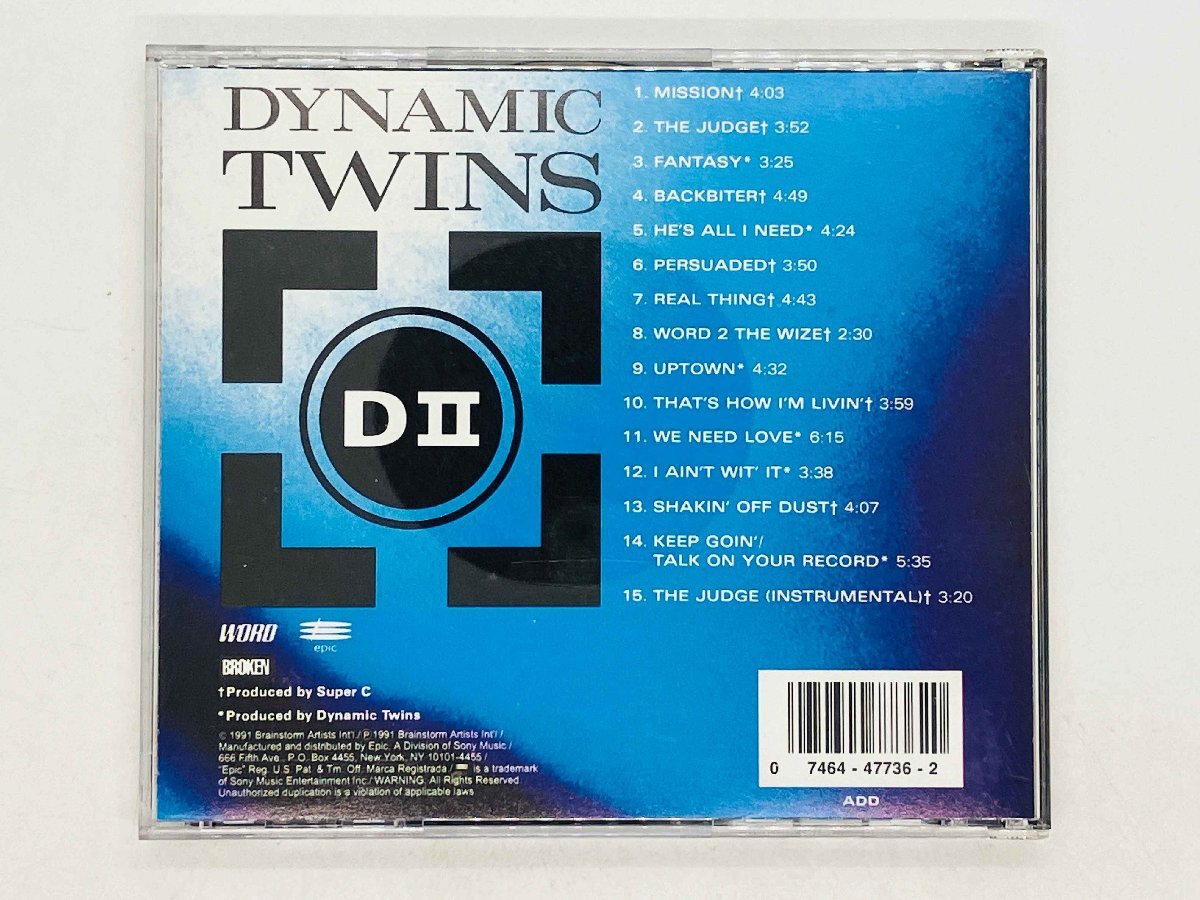 DYNAMIC
TWINS
D II
1. MISSION† 4:03
2. THE JUDGE† 3:52
3. FANTASY* 3:25
4. BACKBITER† 4:49
5. HE'S ALL I NEED* 4:24
6. PERSUADED† 3:50
7. REAL THING† 4:43
8. WORD 2 THE WIZE† 2:30
9. UPTOWN* 4:32
10. THAT'S HOW I'M LIVIN'† 3:59
11. WE NEED LOVE* 6:15
12. I AIN'T WIT' IT* 3:38
13. SHAKIN' OFF DUST† 4:07
14. KEEP GOIN'/
TALK ON YOUR RECORD* 5:35
15. THE JUDGE (INSTRUMENTAL)† 3:20
WORD
epic
BROKEN
†Produced by Super C
*Produced by Dynamic Twins
© 1991 Brainstorm Artists Int'l./℗ 1991 Brainstorm Artists Int'l /
Manufactured and distributed by Epic, A Division of Sony Music /
666 Fifth Ave., P.O. Box 4455, New York, NY 10101-4455 /
"Epic" Reg. U.S. Pat. & Tm. Off. Marca Registrada./ is a trademark
of Sony Music Entertainment Inc./ WARNING: All Rights Reserved.
Unauthorized duplication is a violation of applicable laws
0 7464-47736-2
ADD